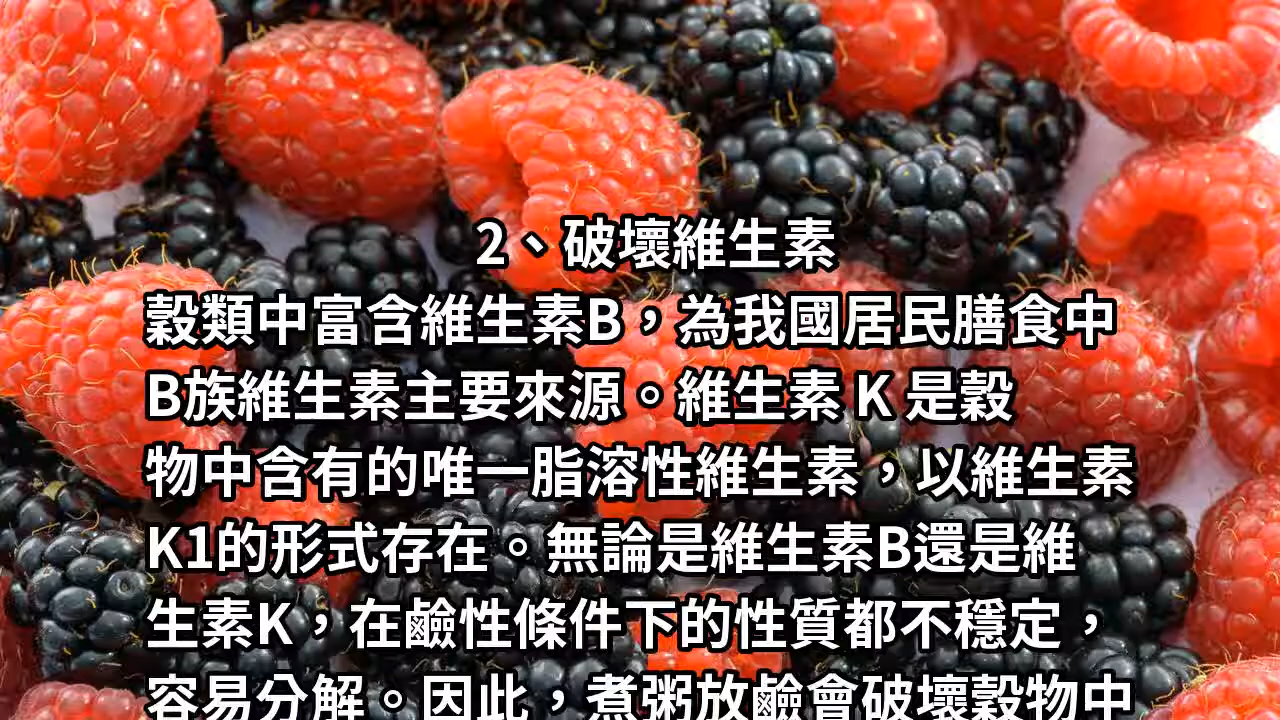 2、破壞維生素
穀類中富含維生素B，為我國居民膳食中
B族維生素主要來源。維生素 K 是穀
物中含有的唯一脂溶性維生素，以維生素
K1的形式存在。無論是維生素B還是維
生素K，在鹼性條件下的性質都不穩定，
容易分解。因此，煮粥放鹼會破壞穀物中